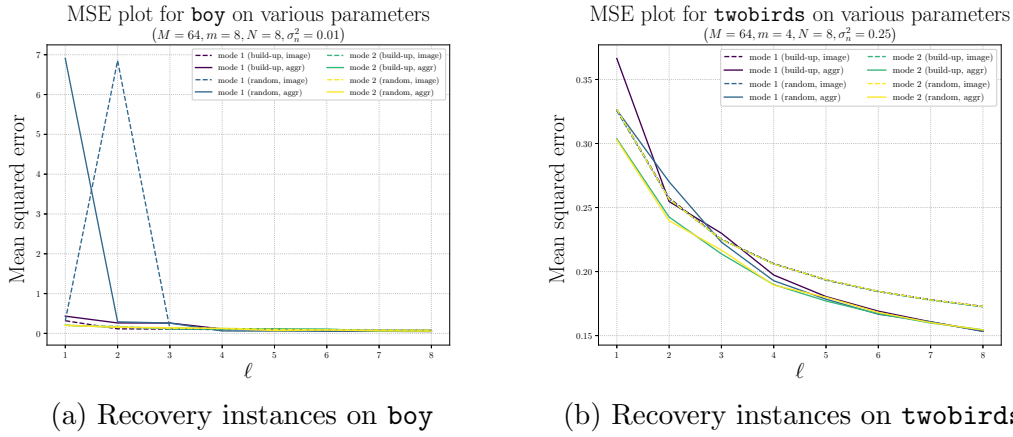 MSE plot for boy on various parameters
(M = 64, m = 8, N = 8, σₙ² = 0.01)
Mean squared error
7
6
5
4
3
2
1
0
mode 1 (build-up, image)
mode 1 (build-up, aggr)
mode 1 (random, image)
mode 1 (random, aggr)
mode 2 (build-up, image)
mode 2 (build-up, aggr)
mode 2 (random, image)
mode 2 (random, aggr)
1 2 3 4 5 6 7 8
ℓ
(a) Recovery instances on boy
MSE plot for twobirds on various parameters
(M = 64, m = 4, N = 8, σₙ² = 0.25)
Mean squared error
0.35
0.30
0.25
0.20
0.15
mode 1 (build-up, image)
mode 1 (build-up, aggr)
mode 1 (random, image)
mode 1 (random, aggr)
mode 2 (build-up, image)
mode 2 (build-up, aggr)
mode 2 (random, image)
mode 2 (random, aggr)
1 2 3 4 5 6 7 8
ℓ
(b) Recovery instances on twobirds